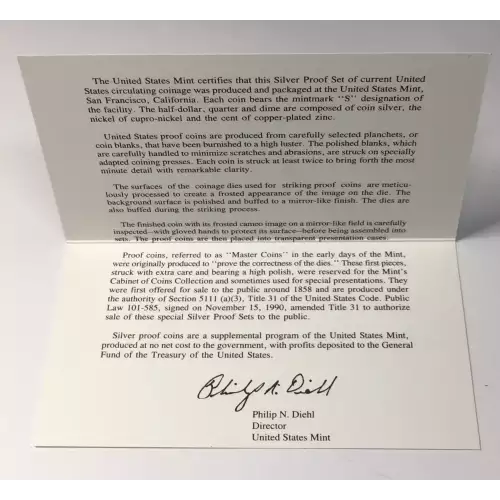 The United States Mint certifies that this Silver Proof Set of current United
States circulating coinage was produced and packaged at the United States Mint,
San Francisco, California. Each coin bears the mintmark "S" designation of
the facility. The half-dollar, quarter and dime are composed of coin silver, the
nickel of cupro-nickel and the cent of copper-plated zinc.
United States proof coins are produced from carefully selected planchets, or
coin blanks, that have been burnished to a high luster. The polished blanks, which
are carefully handled to minimize scratches and abrasions, are struck on specially
adapted coining presses. Each coin is struck at least twice to bring forth the most
minute detail with remarkable clarity.
The surfaces of the coinage dies used for striking proof coins are meticu-
lously processed to create a frosted appearance of the image on the die. The
background surface is polished and buffed to a mirror-like finish. The dies are
also buffed during the striking process.
The finished coin with its frosted cameo image on a mirror-like field is carefully
inspected--with gloved hands to protect its surface--before being assembled into
sets. The proof coins are then placed into transparent presentation cases.
Proof coins, referred to as "Master Coins" in the early days of the Mint,
were originally produced to "prove the correctness of the dies." These first pieces,
struck with extra care and bearing a high polish, were reserved for the Mint's
Cabinet of Coins Collection and sometimes used for special presentations. They
were first offered for sale to the public around 1858 and are produced under
the authority of Section 5111 (a)(3), Title 31 of the United States Code. Public
Law 101-585, signed on November 15, 1990, amended Title 31 to authorize
sale of these special Silver Proof Sets to the public.
Silver proof coins are a supplemental program of the United States Mint,
produced at no net cost to the government, with profits deposited to the General
Fund of the Treasury of the United States.
Philip N. Diehl
Philip N. Diehl
Director
United States Mint